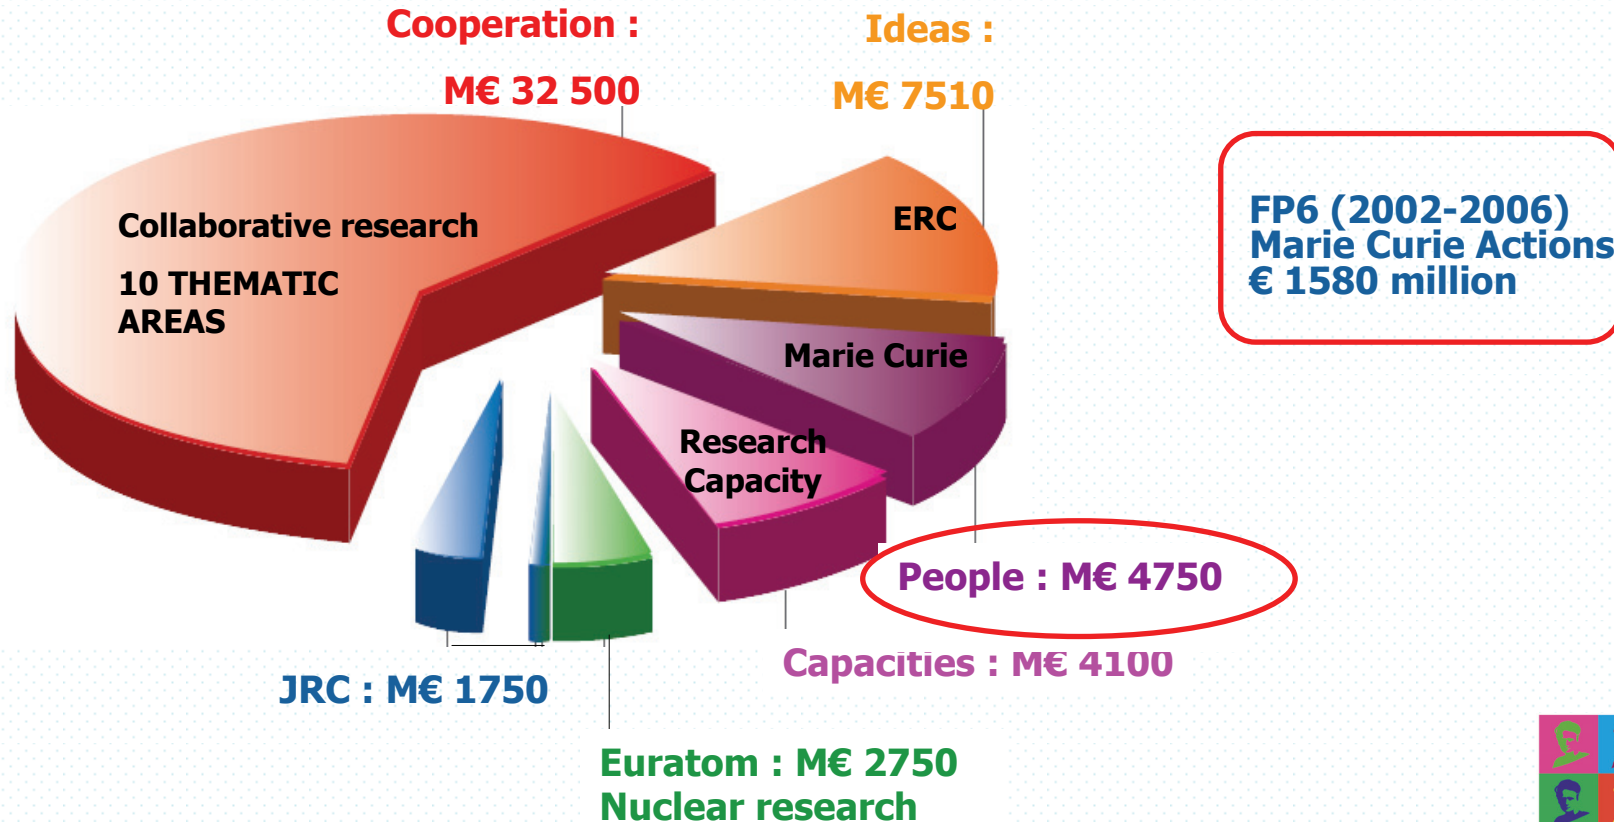 Cooperation :
M€ 32 500
Ideas :
M€ 7510
Collaborative research
10 THEMATIC
AREAS
ERC
FP6 (2002-2006)
Marie Curie Actions
€ 1580 million
Marie Curie
Research
Capacity
People : M€ 4750
Capacities : M€ 4100
JRC : M€ 1750
Euratom : M€ 2750
Nuclear research